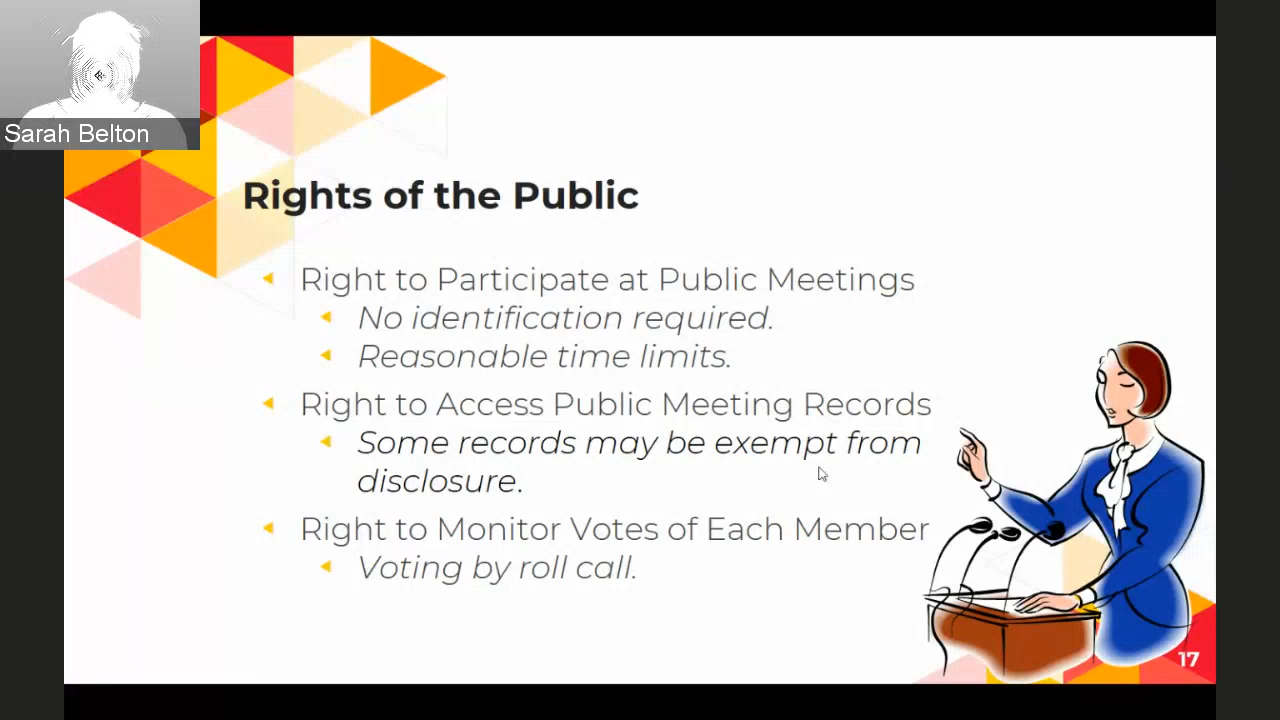 Sarah Belton
Rights of the Public
Right to Participate at Public Meetings
No identification required.
Reasonable time limits.
Right to Access Public Meeting Records
Some records may be exempt from
disclosure.
Right to Monitor Votes of Each Member
Voting by roll call.
17